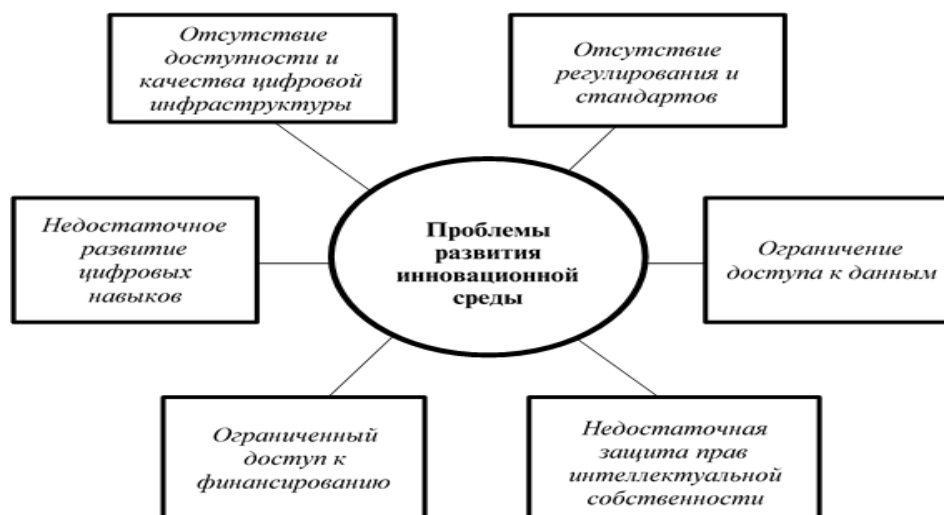 Отсутствие
доступности и
качества цифровой
инфраструктуры
Отсутствие
регулирования и
стандартов
Недостаточное
развитие
цифровых
навыков
Проблемы
развития
инновационной
среды
Ограничение
доступа к данным
Ограниченный
доступ к
финансированию
Недостаточная
защита прав
интеллектуальной
собственности